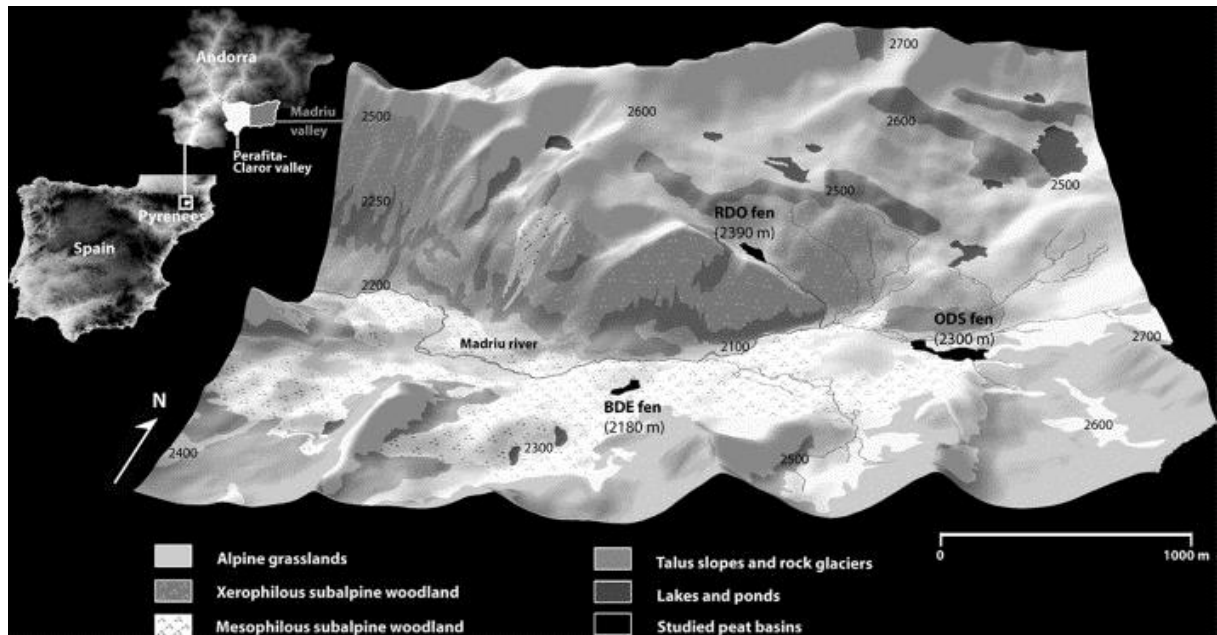 Andorra
Madriu
valley
Perafita-
Claror valley
Pyrenees
Spain
2700
2600
2500
2600
2500
2500
2250
RDO fen
(2390 m)
2200
ODS fen
(2300 m)
Madriu river
2100
2700
BDE fen
(2180 m)
N
2400
2300
2500
2600
0
1000 m
Alpine grasslands
Xerophilous subalpine woodland
Mesophilous subalpine woodland
Talus slopes and rock glaciers
Lakes and ponds
Studied peat basins